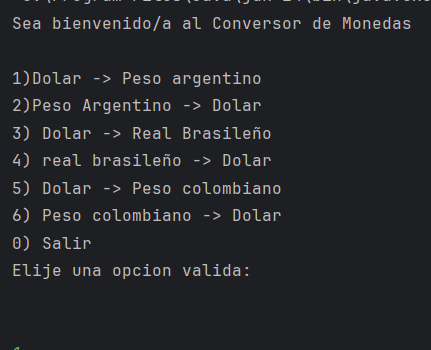 Sea bienvenido/a al Conversor de Monedas
1)Dolar -> Peso argentino
2)Peso Argentino -> Dolar
3) Dolar -> Real Brasileño
4) real brasileño -> Dolar
5) Dolar -> Peso colombiano
6) Peso colombiano -> Dolar
0) Salir
Elije una opcion valida: